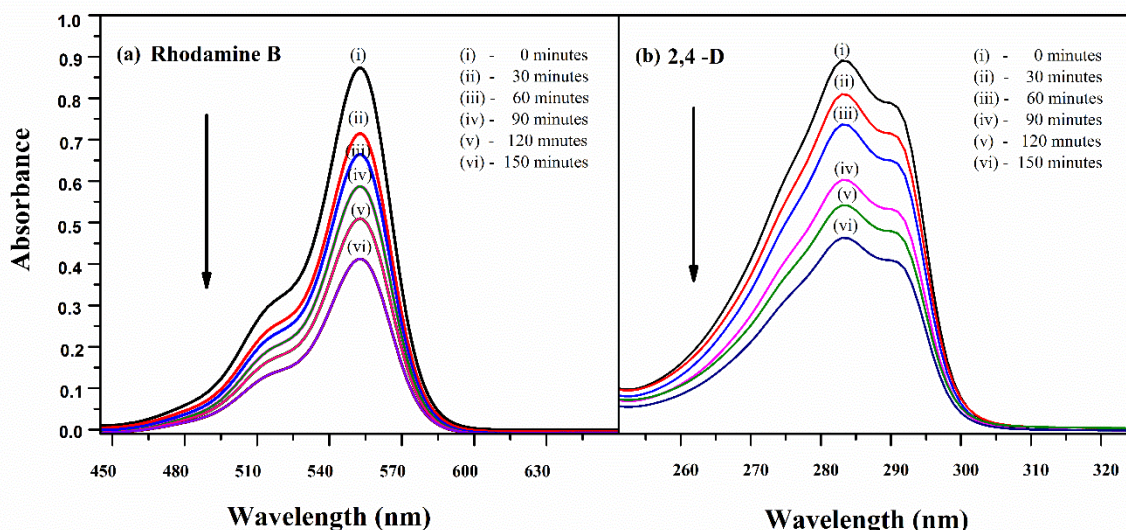 (a) Rhodamine B
(i) - 0 minutes
(ii) - 30 minutes
(iii) - 60 minutes
(iv) - 90 minutes
(v) - 120 mnutes
(vi) - 150 minutes
(i)
(ii)
(iii)
(iv)
(v)
(vi)
(b) 2,4 -D
(i) - 0 minutes
(ii) - 30 minutes
(iii) - 60 minutes
(iv) - 90 minutes
(v) - 120 mnutes
(vi) - 150 minutes
(i)
(ii)
(iii)
(iv)
(v)
(vi)
Absorbance
1.0
0.9
0.8
0.7
0.6
0.5
0.4
0.3
0.2
0.1
0.0
450 480 510 540 570 600 630
260 270 280 290 300 310 320
Wavelength (nm)
Wavelength (nm)